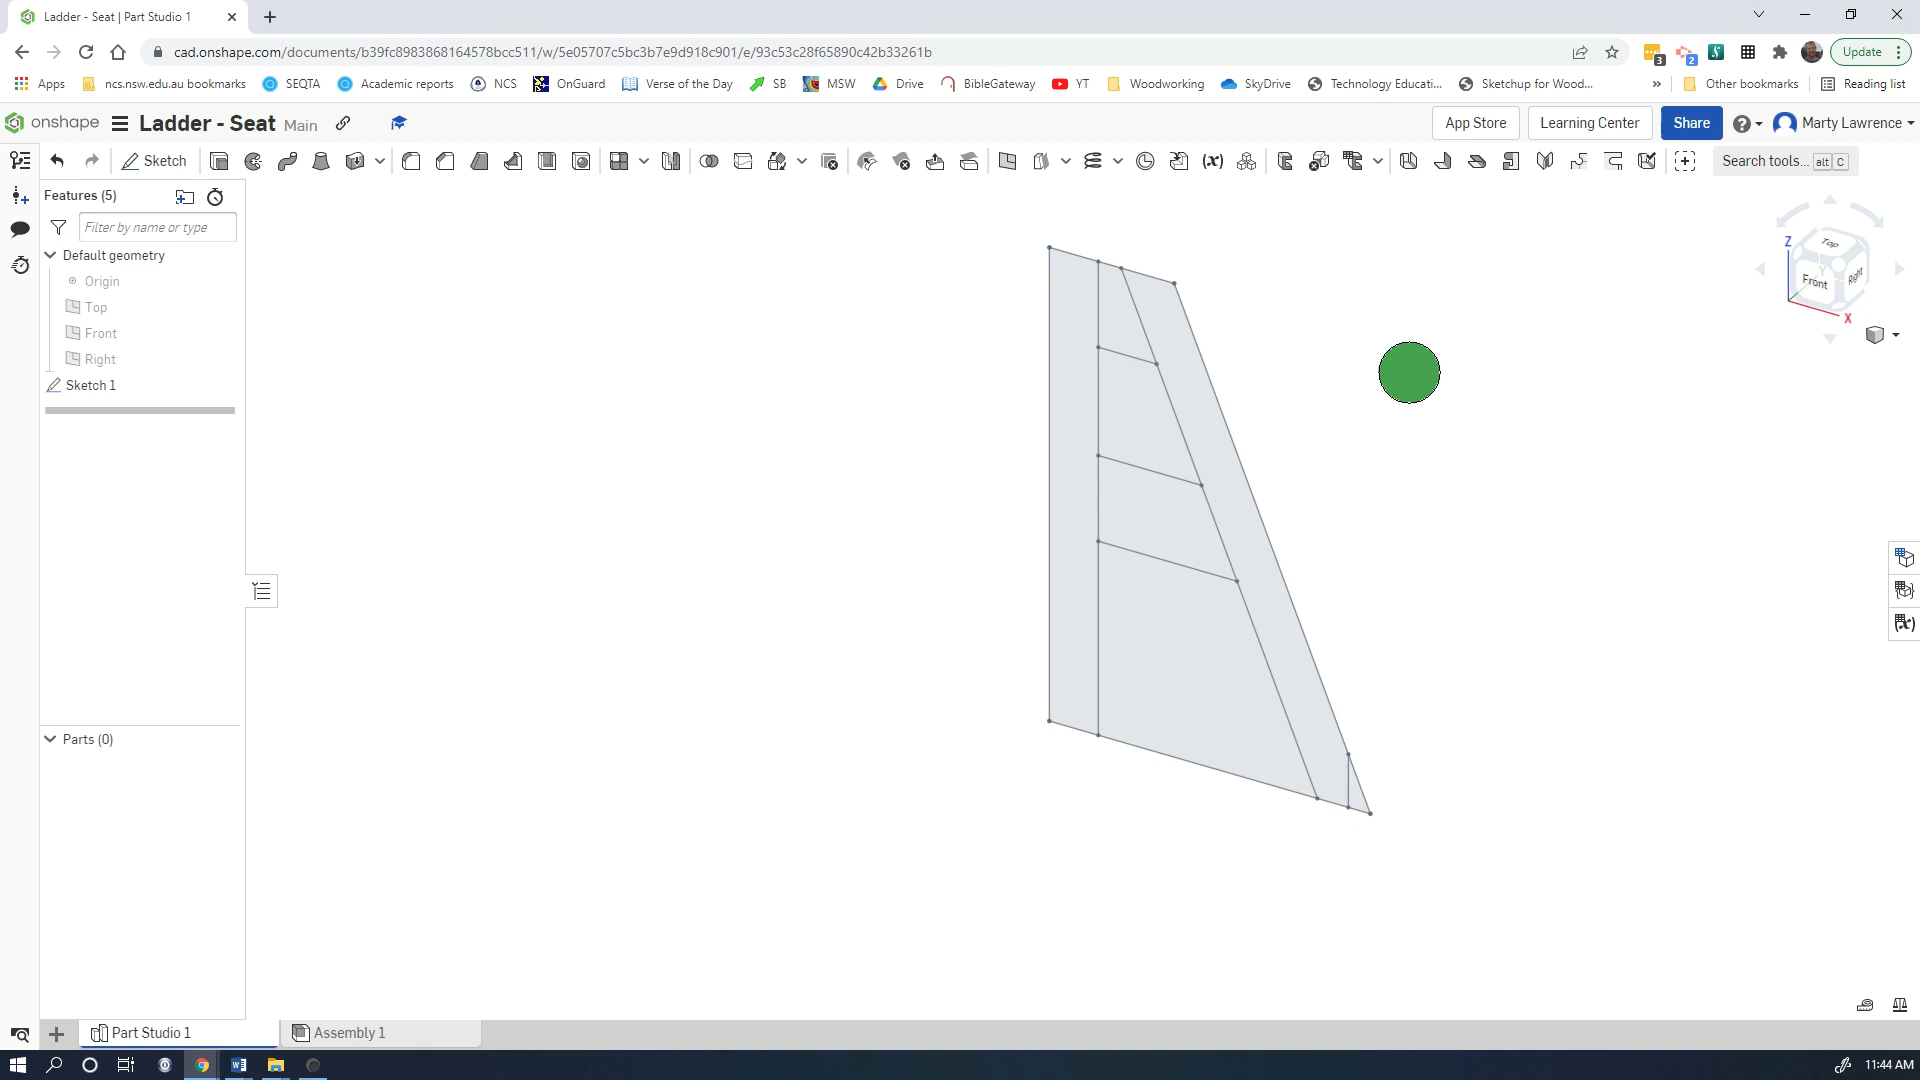 Ladder - Seat | Part Studio 1
cad.onshape.com/documents/b39fc8983868164578bcc511/w/5e05707c5bc3b7e9d918c901/e/93c53c28f65890c42b33261b
3
2
Update
Apps
ncs.nsw.edu.au bookmarks
SEQTA
Academic reports
NCS
OnGuard
Verse of the Day
SB
MSW
Drive
BibleGateway
YT
Woodworking
SkyDrive
Technology Educati...
Sketchup for Wood...
»
Other bookmarks
Reading list
onshape
Ladder - Seat Main
App Store
Learning Center
Share
Marty Lawrence
Sketch
(x)
Search tools... alt C
Features (5)
Filter by name or type
Default geometry
Origin
Top
Front
Right
Sketch 1
Parts (0)
Z
Top
Front
Right
Y
X
(x)
Part Studio 1
Assembly 1
11:44 AM